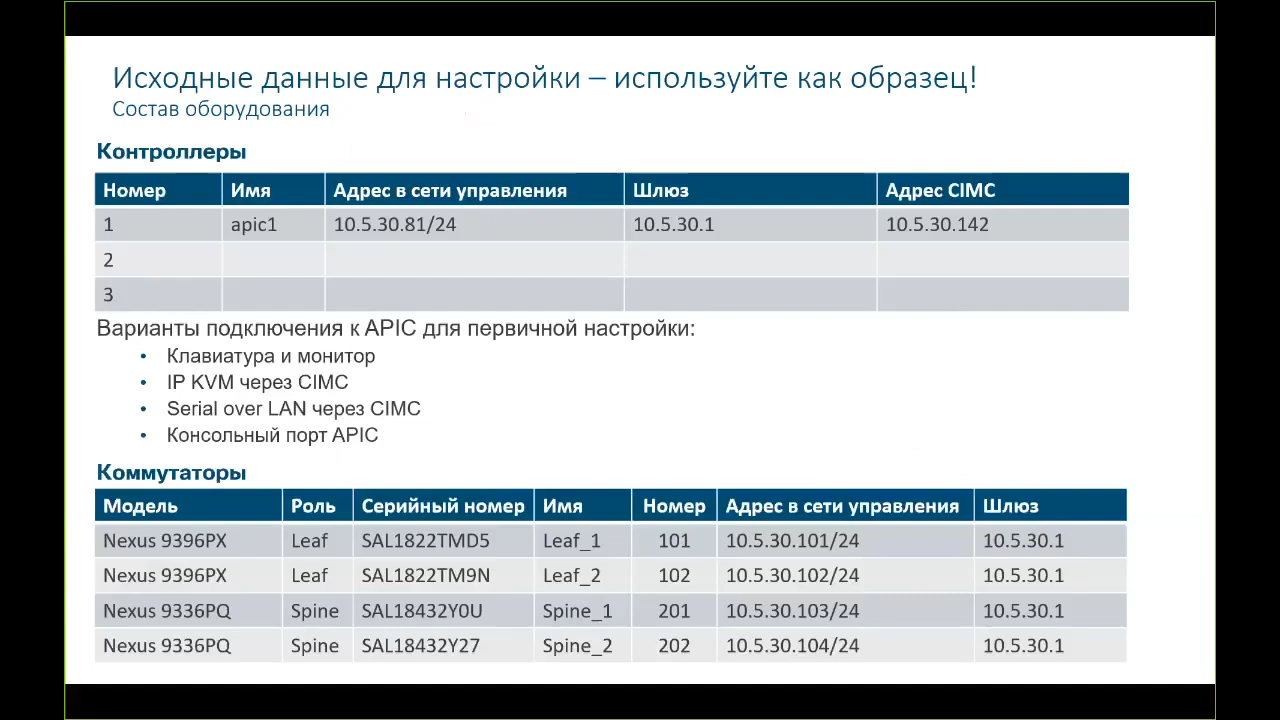 Исходные данные для настройки – используйте как образец!
Состав оборудования
Контроллеры
Номер Имя Адрес в сети управления Шлюз Адрес CIMC
1 apic1 10.5.30.81/24 10.5.30.1 10.5.30.142
2
3
Варианты подключения к APIC для первичной настройки:
• Клавиатура и монитор
• IP KVM через CIMC
• Serial over LAN через CIMC
• Консольный порт APIC
Коммутаторы
Модель Роль Серийный номер Имя Номер Адрес в сети управления Шлюз
Nexus 9396PX Leaf SAL1822TMD5 Leaf_1 101 10.5.30.101/24 10.5.30.1
Nexus 9396PX Leaf SAL1822TM9N Leaf_2 102 10.5.30.102/24 10.5.30.1
Nexus 9336PQ Spine SAL18432Y0U Spine_1 201 10.5.30.103/24 10.5.30.1
Nexus 9336PQ Spine SAL18432Y27 Spine_2 202 10.5.30.104/24 10.5.30.1